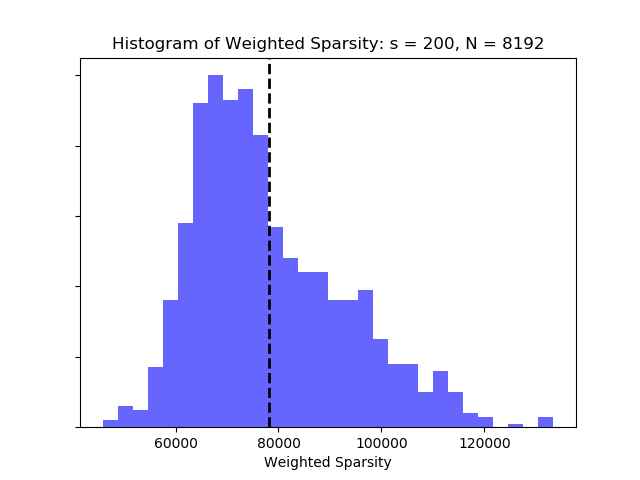 Histogram of Weighted Sparsity: s = 200, N = 8192
60000 80000 100000 120000
Weighted Sparsity